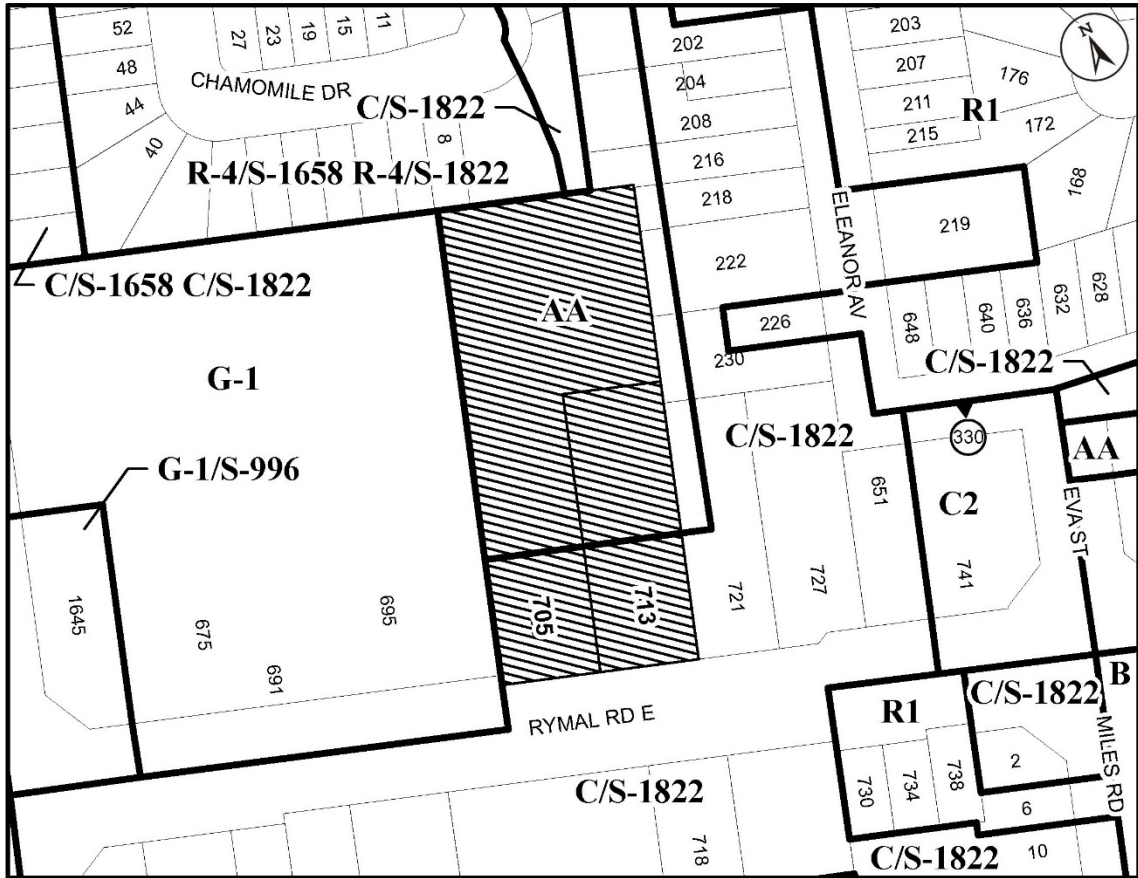 52
27
23
19
15
11
202
203
48
CHAMOMILE DR
204
207
176
N
44
C/S-1822
208
211
R1
40
8
215
172
R-4/S-1658 R-4/S-1822
216
218
168
ELEANOR AV
219
222
C/S-1658 C/S-1822
AA
226
648
640
636
632
628
230
C/S-1822
G-1
C/S-1822
330
AA
G-1/S-996
651
C2
EVA ST
1645
675
695
705
713
721
727
741
691
B
C/S-1822
RYMAL RD E
R1
MILES RD
2
730
734
738
C/S-1822
6
718
C/S-1822
10